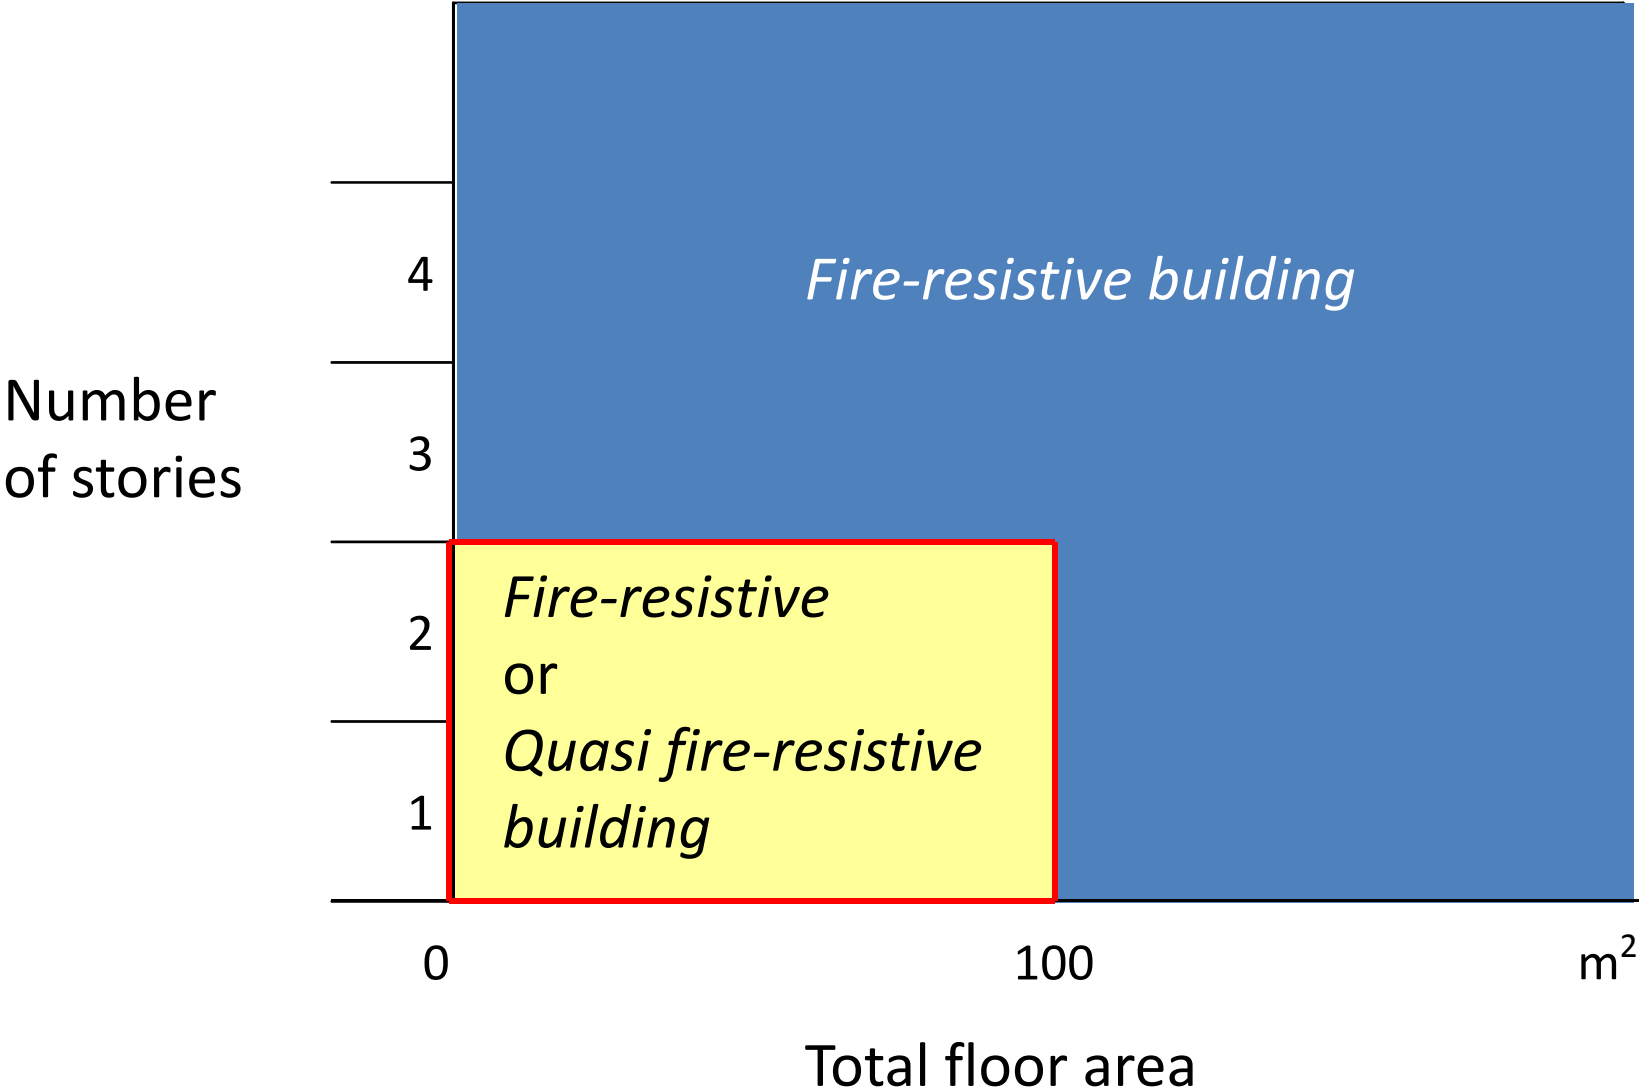 4
Fire-resistive building
Number
of stories
3
Fire-resistive
2
or
Quasi fire-resistive
1
building
0
100
m²
Total floor area